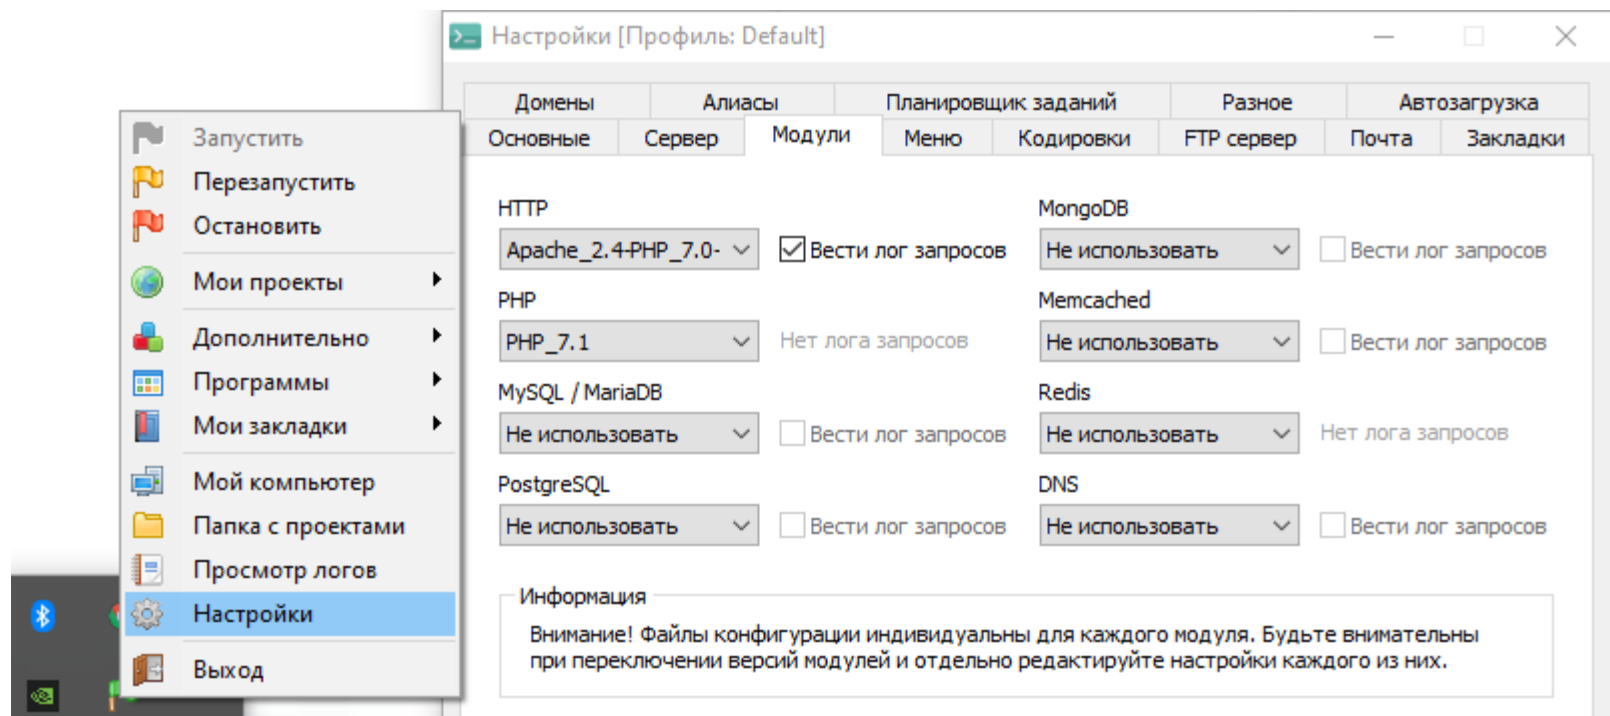 Настройки [Профиль: Default]
Домены Алиасы Планировщик заданий Разное Автозагрузка
Основные Сервер Модули Меню Кодировки FTP сервер Почта Закладки
Запустить
Перезапустить
Остановить
Мои проекты
Дополнительно
Программы
Мои закладки
Мой компьютер
Папка с проектами
Просмотр логов
Настройки
Выход
HTTP
Apache_2.4-PHP_7.0- Вести лог запросов
PHP
PHP_7.1 Нет лога запросов
MySQL / MariaDB
Не использовать Вести лог запросов
PostgreSQL
Не использовать Вести лог запросов
MongoDB
Не использовать Вести лог запросов
Memcached
Не использовать Вести лог запросов
Redis
Не использовать Нет лога запросов
DNS
Не использовать Вести лог запросов
Информация
Внимание! Файлы конфигурации индивидуальны для каждого модуля. Будьте внимательны
при переключении версий модулей и отдельно редактируйте настройки каждого из них.